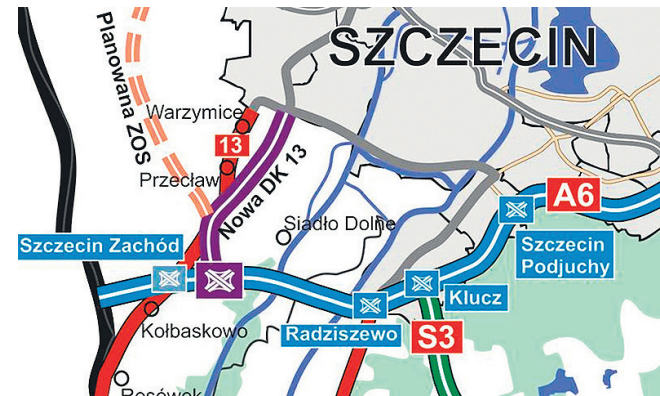 SZCZECIN
Planowana ZOS
Warzymice
13
Przecław
Nowa DK 13
A6
Siadło Dolne
Szczecin Zachód
Szczecin
Podjuchy
Klucz
Kołbaskowo
Radziszewo
S3